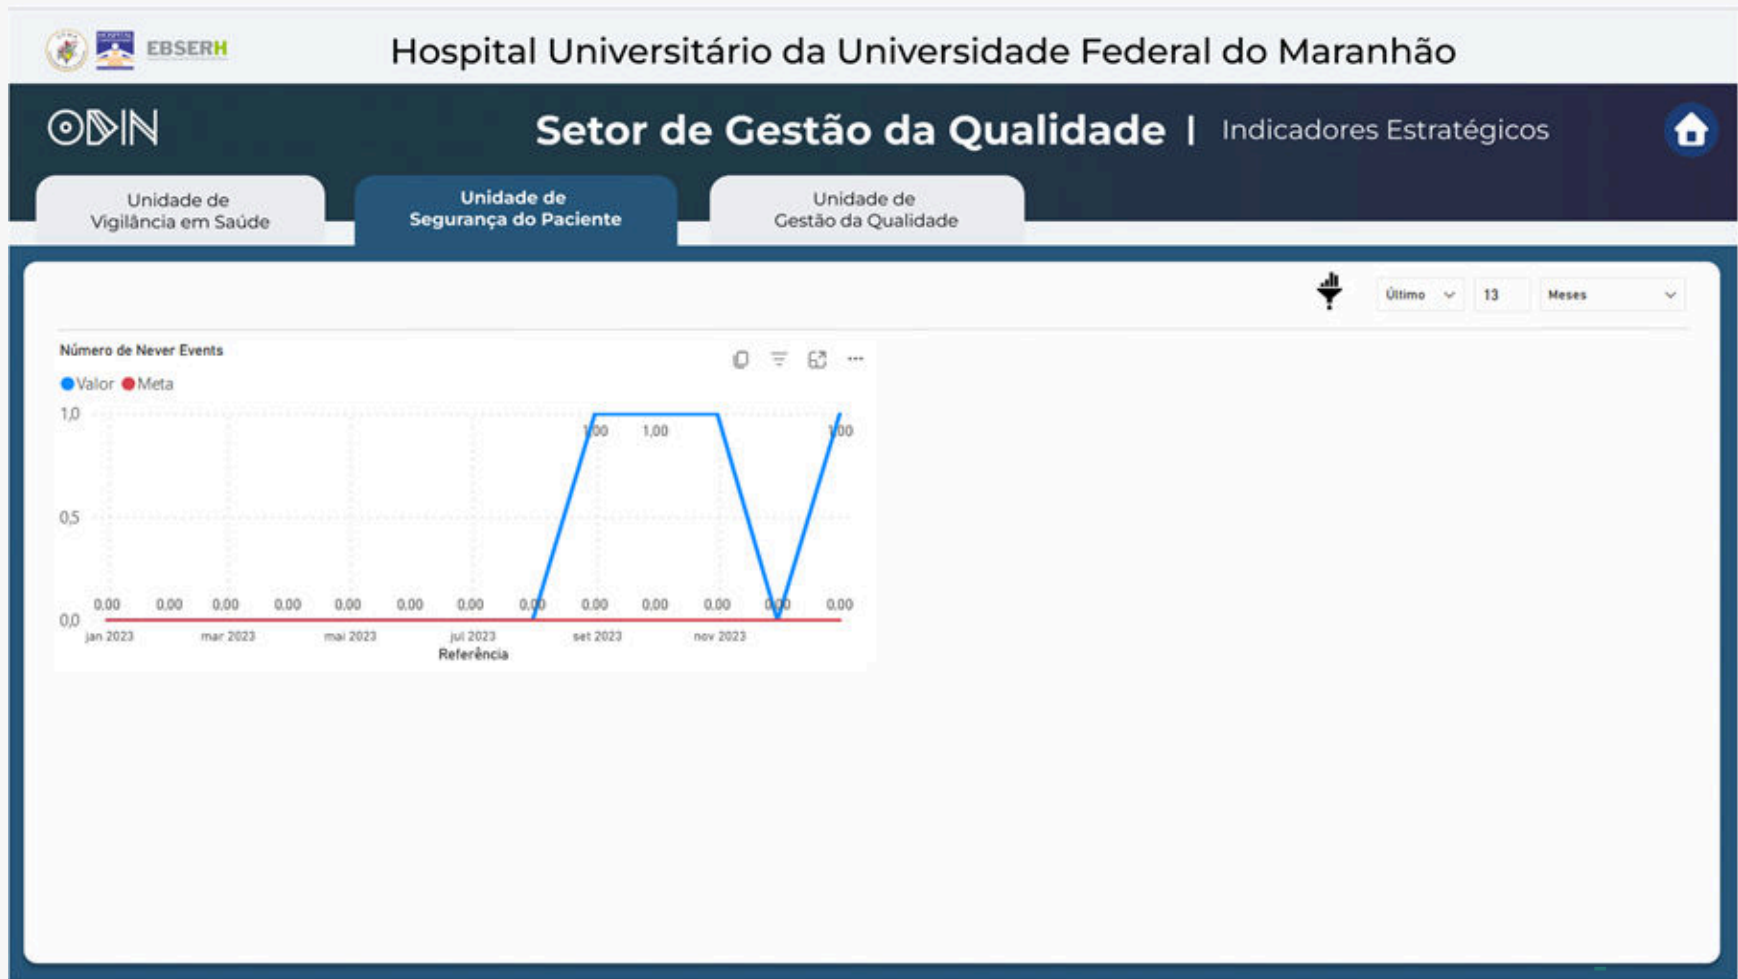 EBSERH
Hospital Universitário da Universidade Federal do Maranhão
ODIN
Setor de Gestão da Qualidade | Indicadores Estratégicos
Unidade de
Vigilância em Saúde
Unidade de
Segurança do Paciente
Unidade de
Gestão da Qualidade
Último 13 Meses
Número de Never Events
Valor Meta
1,0
1,00 1,00 1,00
0,5
0,00 0,00 0,00 0,00 0,00 0,00 0,00 0,00 0,00 0,00 0,00 0,00 0,00
0,0
jan 2023 mar 2023 mai 2023 jul 2023 set 2023 nov 2023
Referência